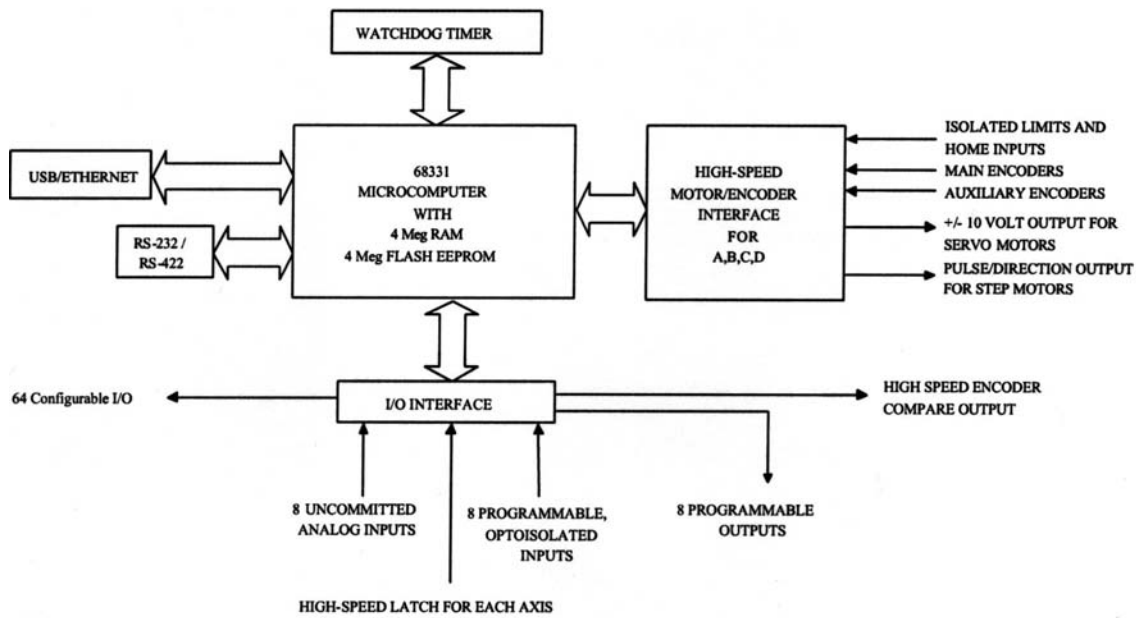 WATCHDOG TIMER
USB/ETHERNET
RS-232 /
RS-422
68331
MICROCOMPUTER
WITH
4 Meg RAM
4 Meg FLASH EEPROM
HIGH-SPEED
MOTOR/ENCODER
INTERFACE
FOR
A,B,C,D
ISOLATED LIMITS AND
HOME INPUTS
MAIN ENCODERS
AUXILIARY ENCODERS
+/- 10 VOLT OUTPUT FOR
SERVO MOTORS
PULSE/DIRECTION OUTPUT
FOR STEP MOTORS
64 Configurable I/O
I/O INTERFACE
HIGH SPEED ENCODER
COMPARE OUTPUT
8 UNCOMMITTED
ANALOG INPUTS
8 PROGRAMMABLE,
OPTOISOLATED
INPUTS
8 PROGRAMMABLE
OUTPUTS
HIGH-SPEED LATCH FOR EACH AXIS